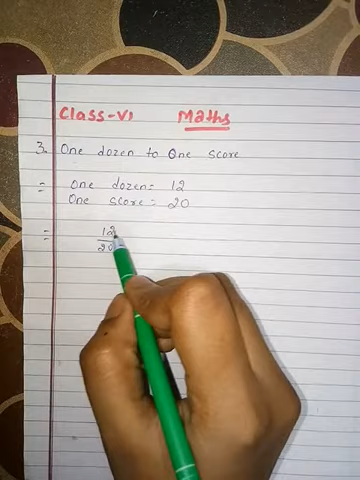 Class-VI Maths
3. One dozen to One score
= One dozen = 12
One score = 20
= 12
20